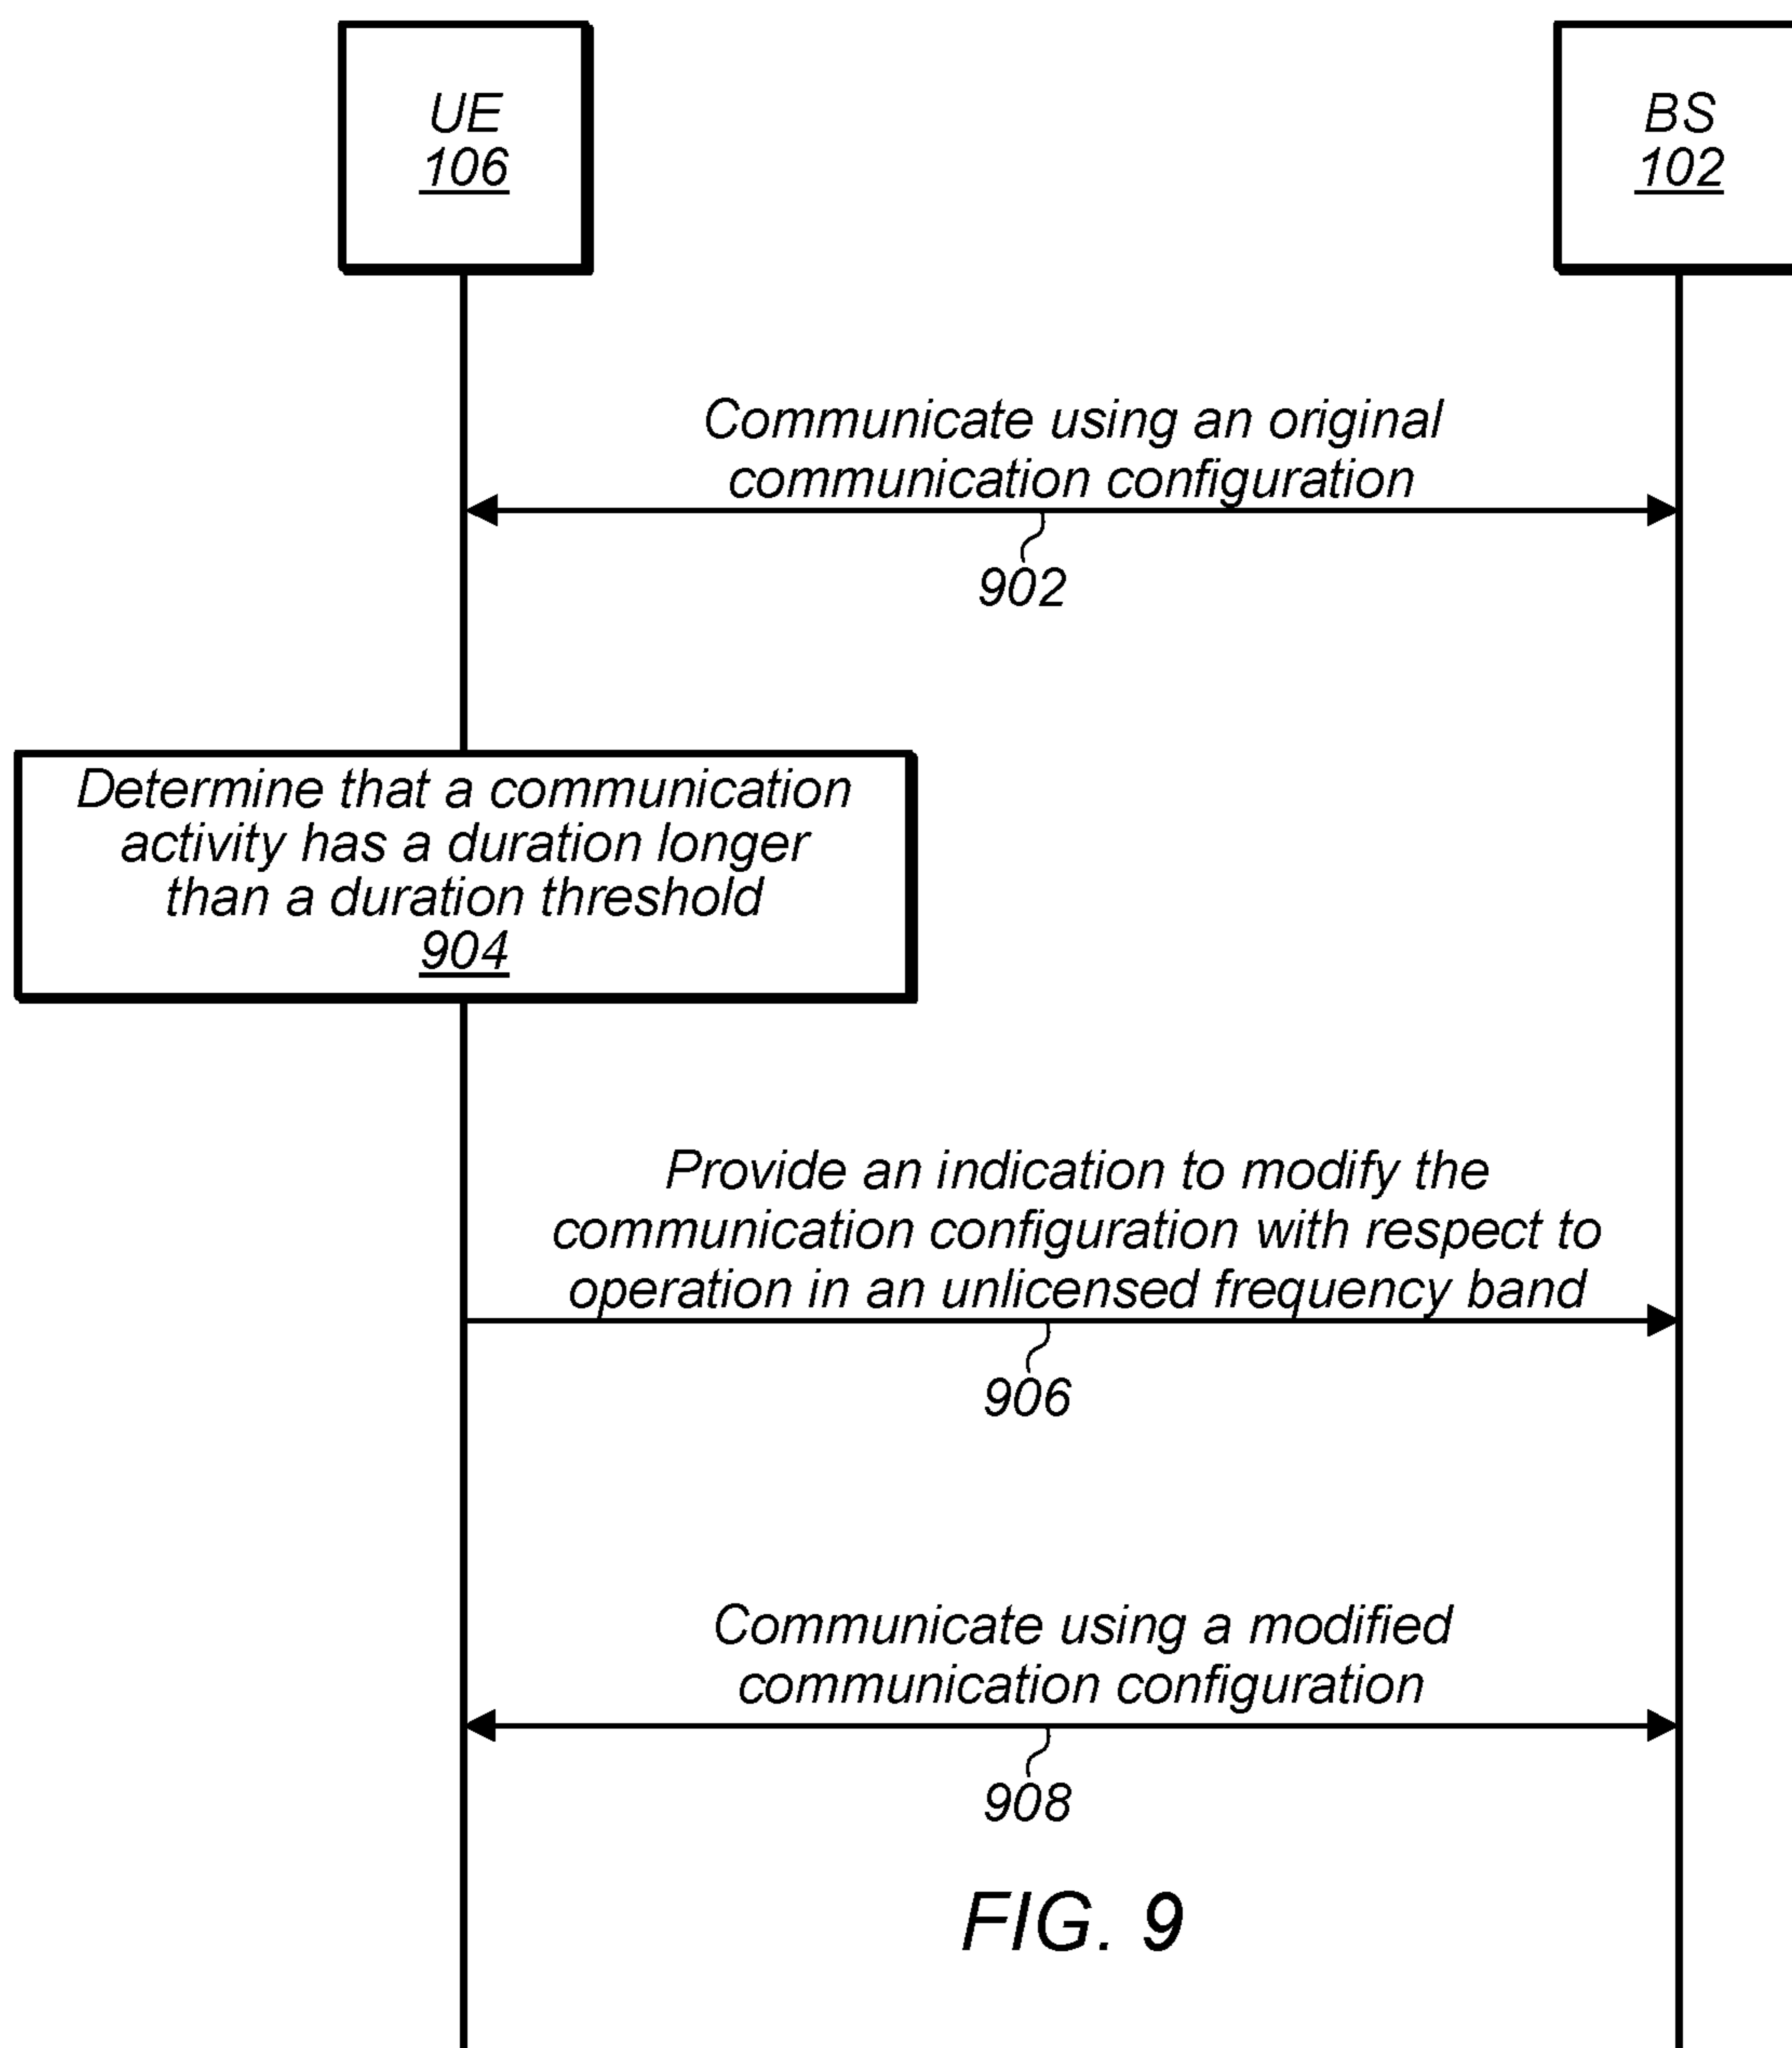 UE
106
BS
102
Communicate using an original
communication configuration
902
Determine that a communication
activity has a duration longer
than a duration threshold
904
Provide an indication to modify the
communication configuration with respect to
operation in an unlicensed frequency band
906
Communicate using a modified
communication configuration
908
FIG. 9